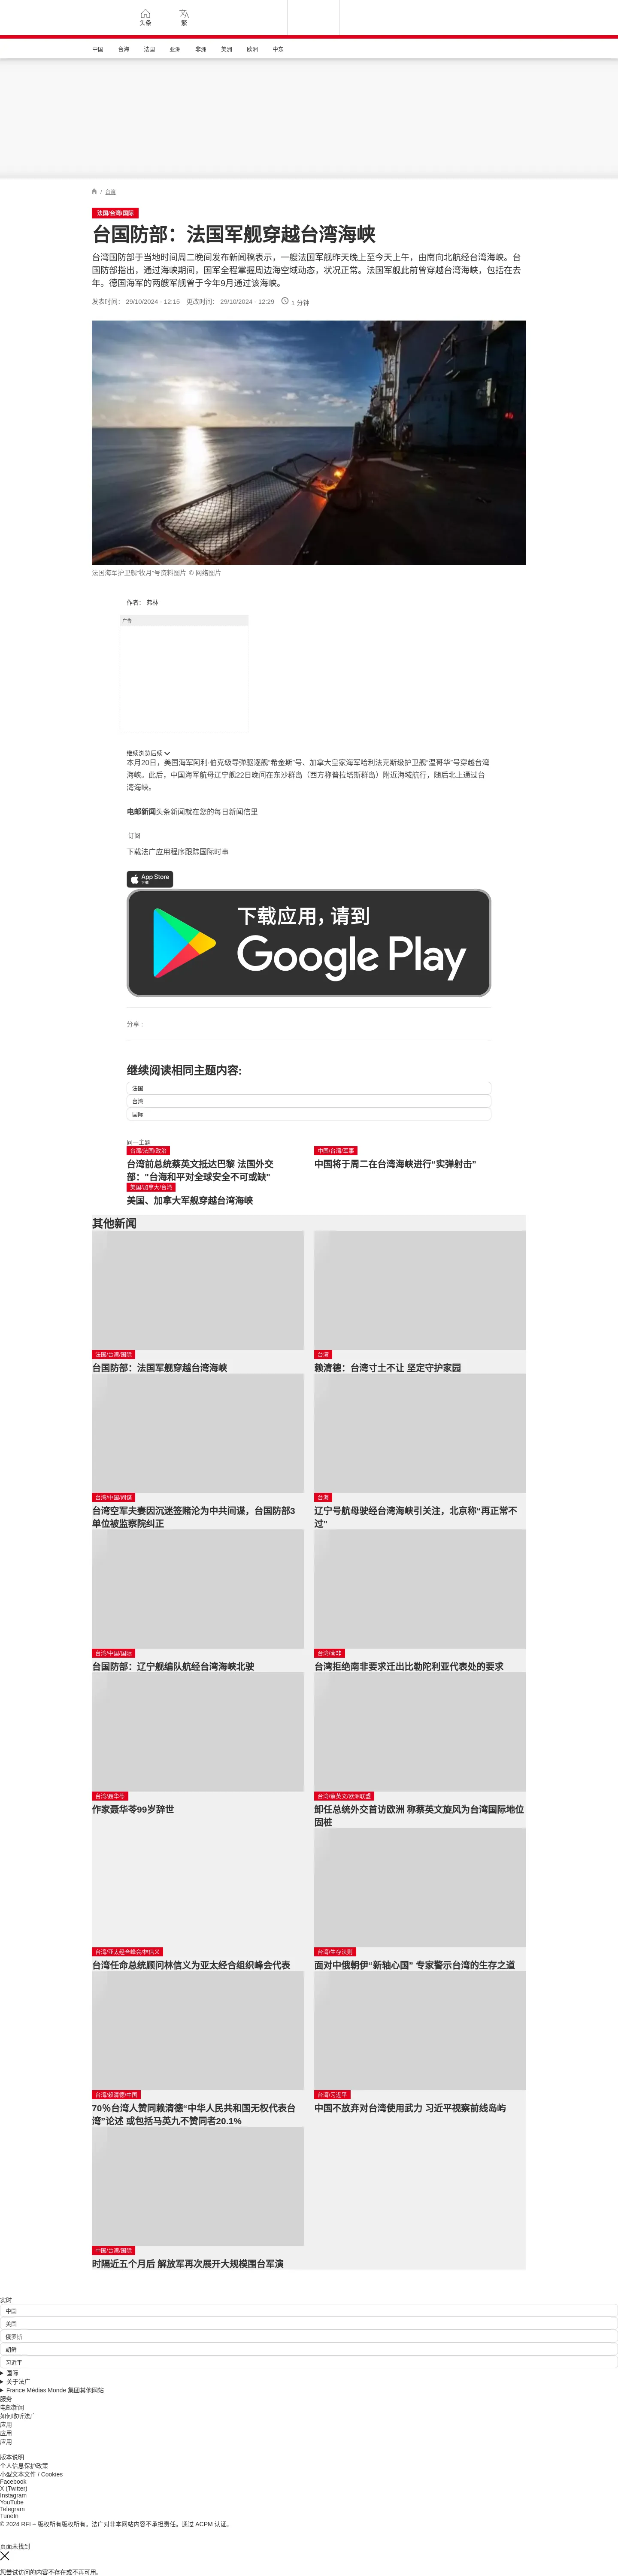 头条
繁
中国
台海
法国
亚洲
非洲
美洲
欧洲
中东
/ 台湾
法国/台湾/国际
台国防部：法国军舰穿越台湾海峡
台湾国防部于当地时间周二晚间发布新闻稿表示，一艘法国军舰昨天晚上至今天上午，由南向北航经台湾海峡。台
国防部指出，通过海峡期间，国军全程掌握周边海空域动态，状况正常。法国军舰此前曾穿越台湾海峡，包括在去
年。德国海军的两艘军舰曾于今年9月通过该海峡。
发表时间： 29/10/2024 - 12:15 更改时间： 29/10/2024 - 12:29 1 分钟
法国海军护卫舰“牧月”号资料图片 © 网络图片
作者： 弗林
广告
继续浏览后续
本月20日，美国海军阿利·伯克级导弹驱逐舰“希金斯”号、加拿大皇家海军哈利法克斯级护卫舰“温哥华”号穿越台湾
海峡。此后，中国海军航母辽宁舰22日晚间在东沙群岛（西方称普拉塔斯群岛）附近海域航行，随后北上通过台
湾海峡。
电邮新闻头条新闻就在您的每日新闻信里
订阅
下载法广应用程序跟踪国际时事
App Store
下载
下载应用，请到
Google Play
分享 :
继续阅读相同主题内容:
法国
台湾
国际
同一主题
台湾/法国/政治
台湾前总统蔡英文抵达巴黎 法国外交
部："台海和平对全球安全不可或缺"
中国/台湾/军事
中国将于周二在台湾海峡进行“实弹射击”
美国/加拿大/台湾
美国、加拿大军舰穿越台湾海峡
其他新闻
法国/台湾/国际
台国防部：法国军舰穿越台湾海峡
台湾
赖清德：台湾寸土不让 坚定守护家园
台湾/中国/间谍
台湾空军夫妻因沉迷签赌沦为中共间谍，台国防部3
单位被监察院纠正
台海
辽宁号航母驶经台湾海峡引关注，北京称“再正常不
过”
台湾/中国/国际
台国防部：辽宁舰编队航经台湾海峡北驶
台湾/南非
台湾拒绝南非要求迁出比勒陀利亚代表处的要求
台湾/聂华苓
作家聂华苓99岁辞世
台湾/蔡英文/欧洲联盟
卸任总统外交首访欧洲 称蔡英文旋风为台湾国际地位
固桩
台湾/亚太经合峰会/林信义
台湾任命总统顾问林信义为亚太经合组织峰会代表
台湾/生存法则
面对中俄朝伊“新轴心国” 专家警示台湾的生存之道
台湾/赖清德/中国
70％台湾人赞同赖清德“中华人民共和国无权代表台
湾”论述 或包括马英九不赞同者20.1%
台湾/习近平
中国不放弃对台湾使用武力 习近平视察前线岛屿
中国/台湾/国际
时隔近五个月后 解放军再次展开大规模围台军演
实时
中国
美国
俄罗斯
朝鲜
习近平
国际
关于法广
France Médias Monde 集团其他网站
服务
电邮新闻
如何收听法广
应用
应用
应用
版本说明
个人信息保护政策
小型文本文件 / Cookies
Facebook
X (Twitter)
Instagram
YouTube
Telegram
TuneIn
© 2024 RFI – 版权所有版权所有。法广对非本网站内容不承担责任。通过 ACPM 认证。
页面未找到
您尝试访问的内容不存在或不再可用。